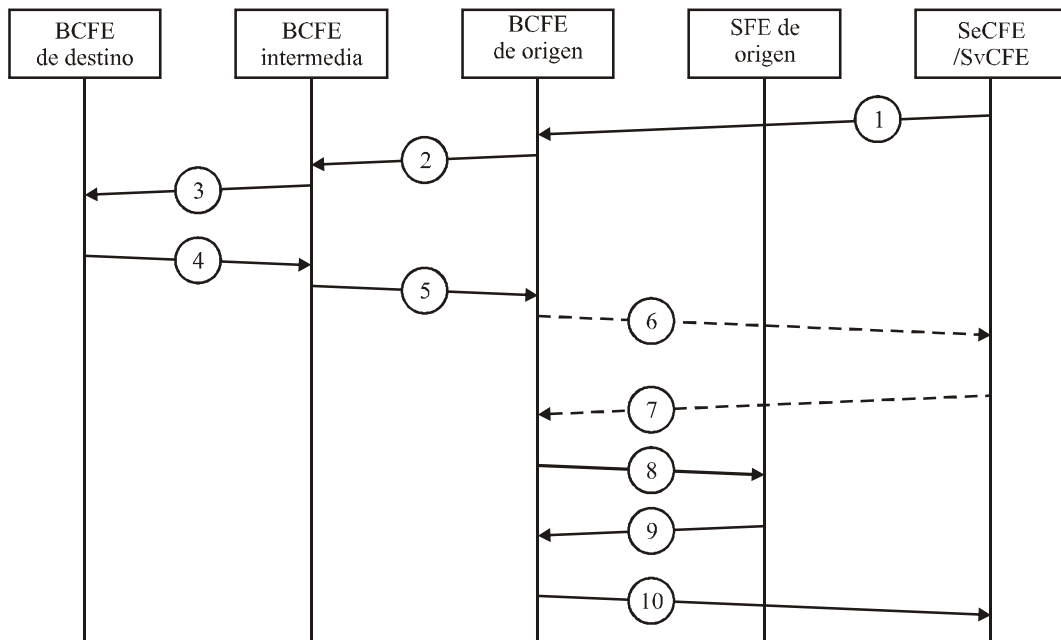 BCFE
de destino
BCFE
intermedia
BCFE
de origen
SFE de
origen
SeCFE
/SvCFE
1
2
3
4
5
6
7
8
9
10